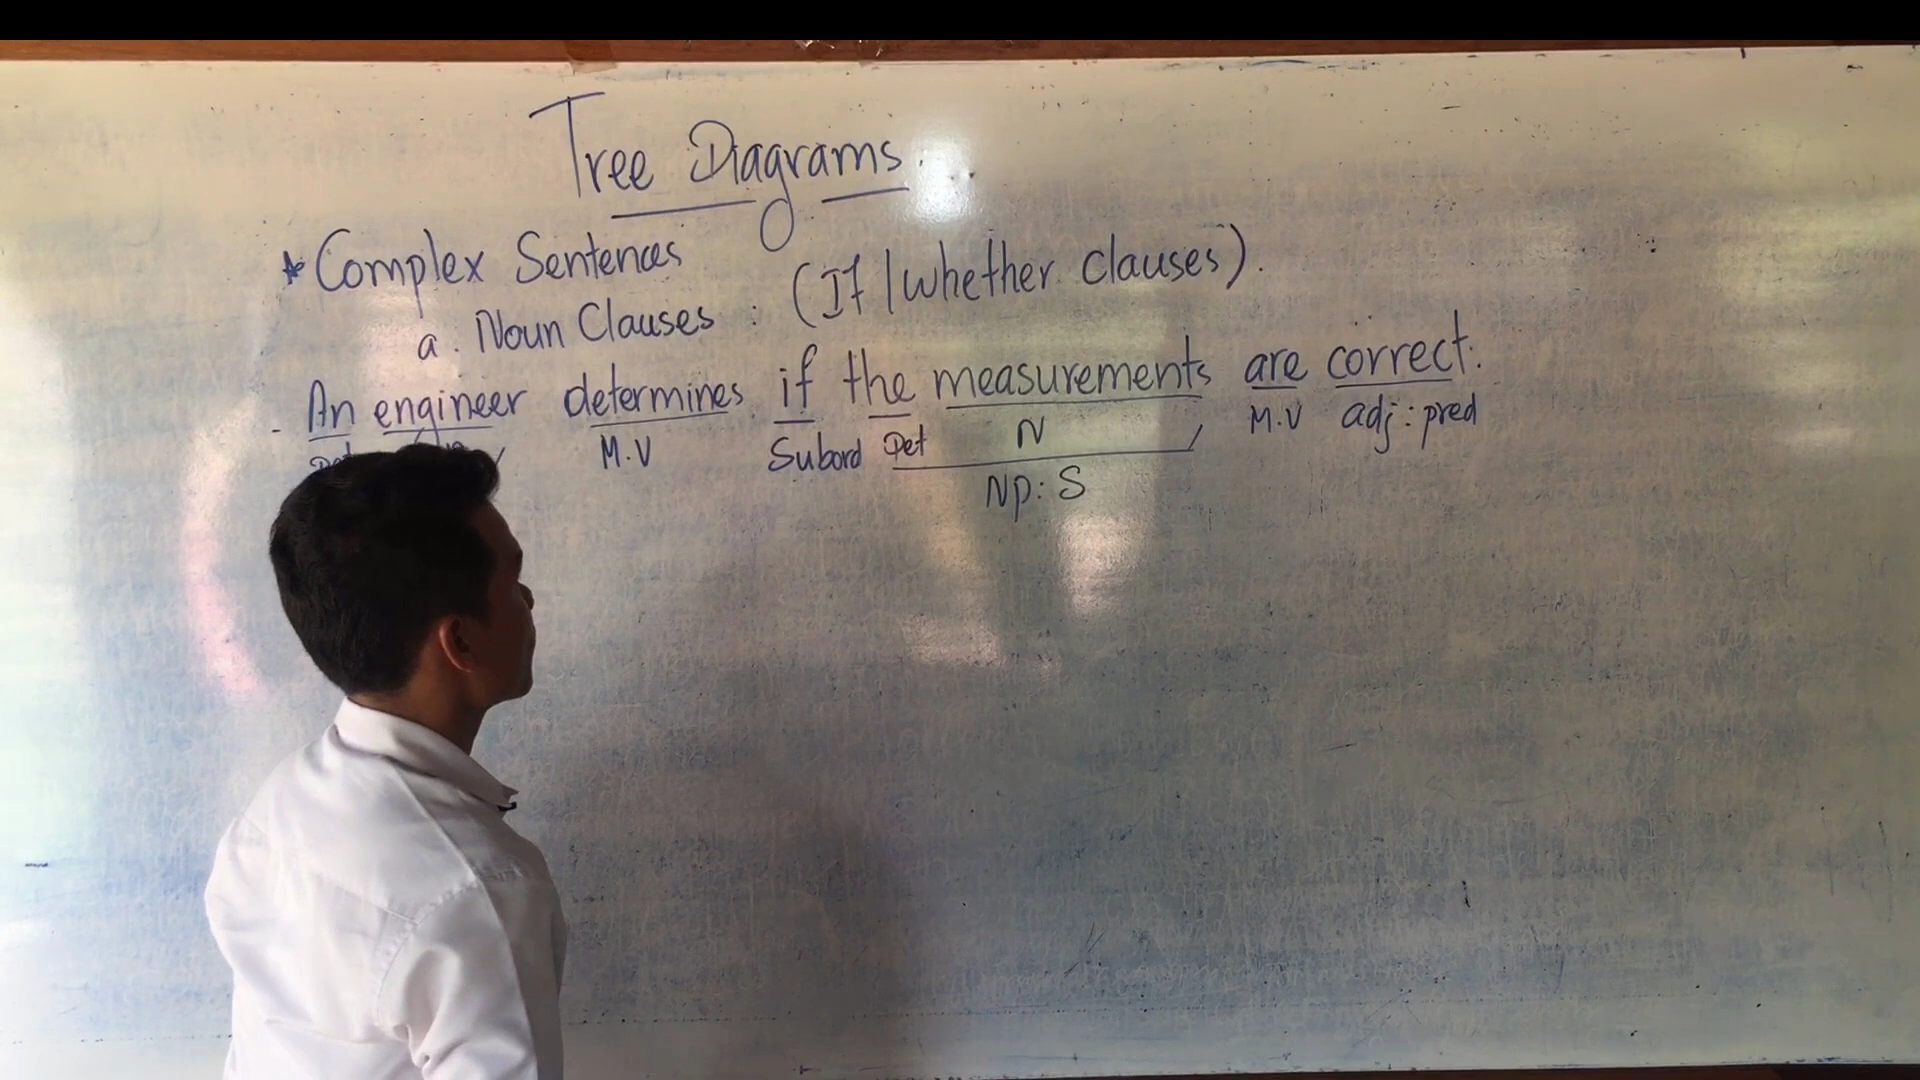 Tree Diagrams
* Complex Sentences
a. Noun Clauses : (If / whether clauses).
- An engineer determines if the measurements are correct.
M.V Subord Det N M.V adj: pred
Np: S